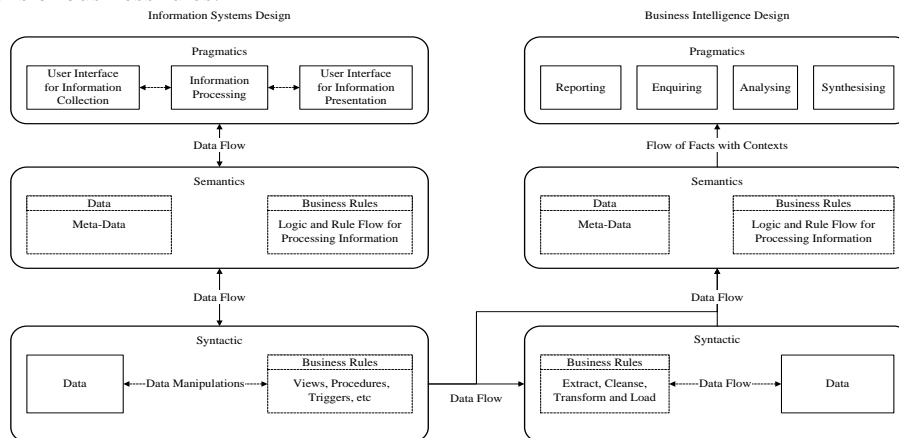 Information Systems Design
Business Intelligence Design
Pragmatics
User Interface
for Information
Collection
Information
Processing
User Interface
for Information
Presentation
Data Flow
Semantics
Data
Meta-Data
Business Rules
Logic and Rule Flow for
Processing Information
Data Flow
Syntactic
Data
Data Manipulations
Business Rules
Views, Procedures,
Triggers, etc
Data Flow
Pragmatics
Reporting
Enquiring
Analysing
Synthesising
Flow of Facts with Contexts
Semantics
Data
Meta-Data
Business Rules
Logic and Rule Flow for
Processing Information
Data Flow
Syntactic
Business Rules
Extract, Cleanse,
Transform and Load
Data Flow
Data